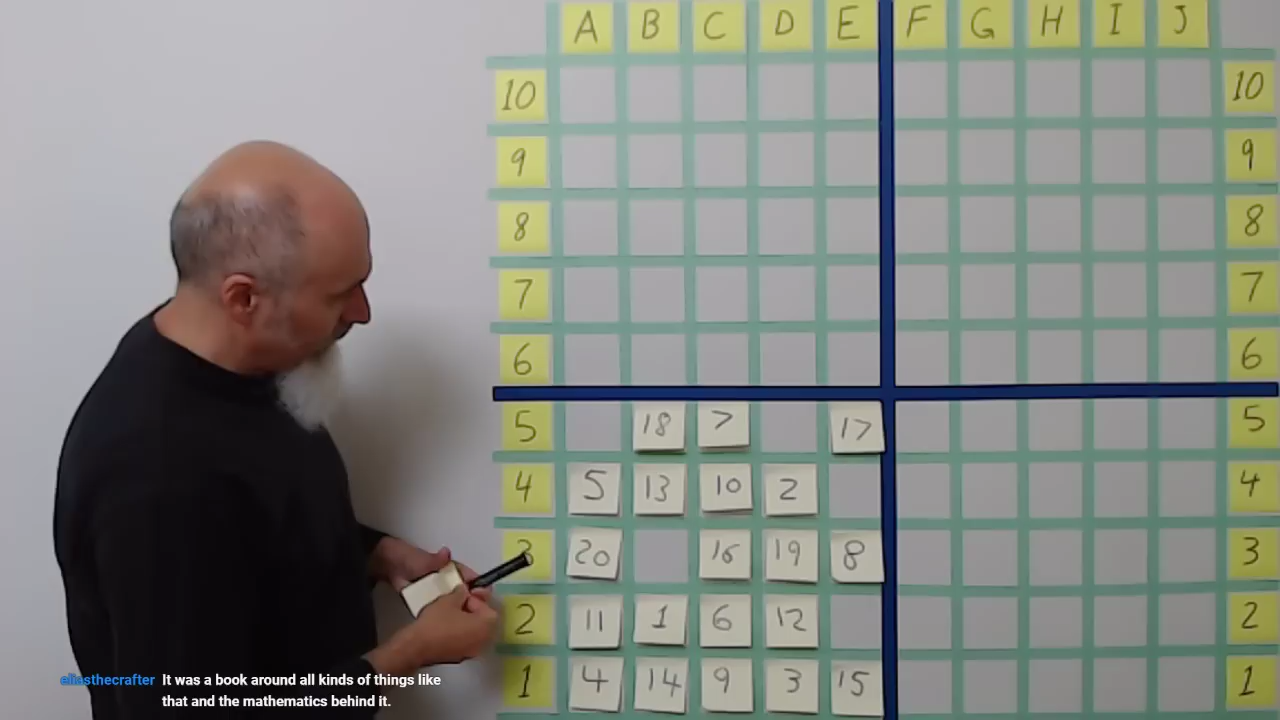 A B C D E F G H I J
10 10
9 9
8 8
7 7
6 6
5 18 7 17 5
4 5 13 10 2 4
3 20 16 19 8 3
2 11 1 6 12 2
1 4 14 9 3 15 1
eliasthecrafter It was a book around all kinds of things like
that and the mathematics behind it.